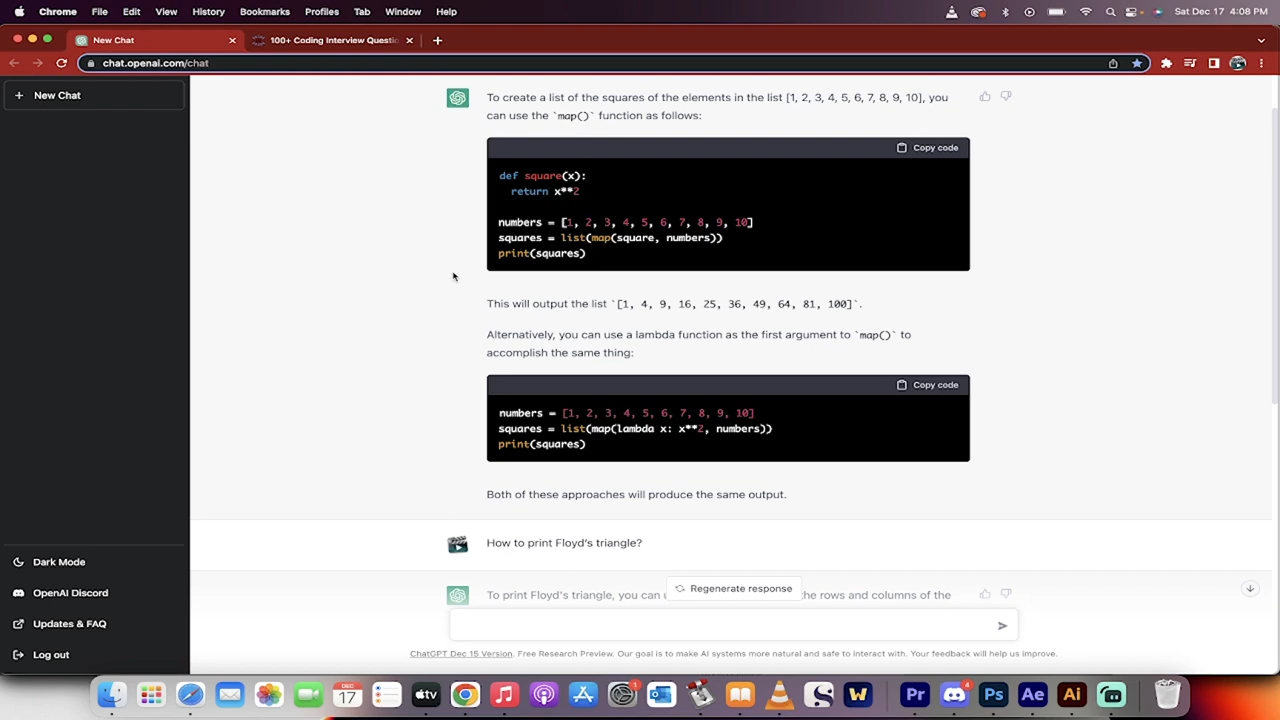 Chrome File Edit View History Bookmarks Profiles Tab Window Help Sat Dec 17 4:08 PM
New Chat 100+ Coding Interview Questio
chat.openai.com/chat
New Chat
To create a list of the squares of the elements in the list [1, 2, 3, 4, 5, 6, 7, 8, 9, 10], you
can use the `map()` function as follows:
Copy code
def square(x):
return x**2
numbers = [1, 2, 3, 4, 5, 6, 7, 8, 9, 10]
squares = list(map(square, numbers))
print(squares)
This will output the list `[1, 4, 9, 16, 25, 36, 49, 64, 81, 100]`.
Alternatively, you can use a lambda function as the first argument to `map()` to
accomplish the same thing:
Copy code
numbers = [1, 2, 3, 4, 5, 6, 7, 8, 9, 10]
squares = list(map(lambda x: x**2, numbers))
print(squares)
Both of these approaches will produce the same output.
How to print Floyd's triangle?
To print Floyd's triangle, you can the rows and columns of the
Regenerate response
Dark Mode
OpenAI Discord
Updates & FAQ
Log out
ChatGPT Dec 15 Version. Free Research Preview. Our goal is to make AI systems more natural and safe to interact with. Your feedback will help us improve.
DEC
17
tv
W
Pr
4
Ps
Ae
Ai
1